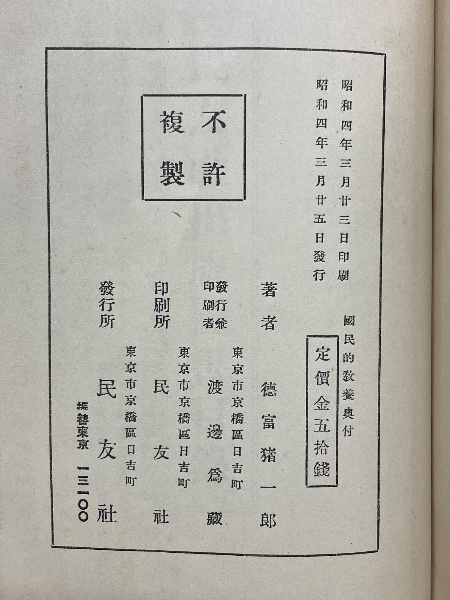 昭和四年三月廿三日印刷
昭和四年三月廿五日發行
國民的敎養奧付
定價金五拾錢
不許
複製
著者 德富猪一郎
東京市京橋區日吉町
發行兼
印刷者 渡邊爲藏
東京市京橋區日吉町
印刷所 民友社
東京市京橋區日吉町
發行所 民友社
振替東京 一三一〇〇